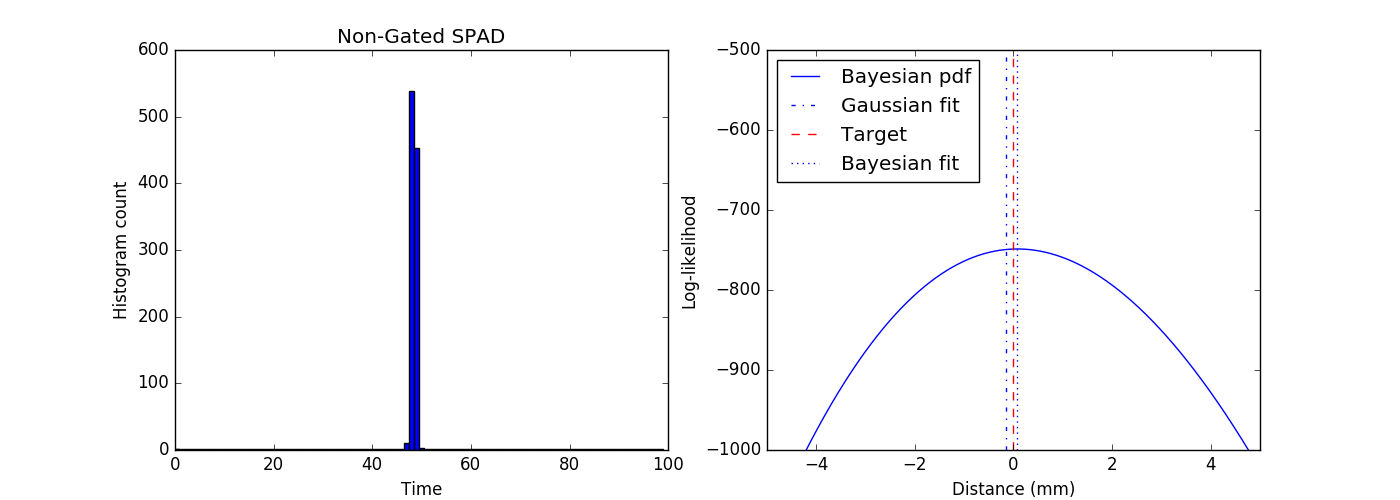 Non-Gated SPAD
600
500
400
300
200
100
0
Histogram count
0 20 40 60 80 100
Time
−500
−600
−700
−800
−900
−1000
Log-likelihood
Bayesian pdf
Gaussian fit
Target
Bayesian fit
−4 −2 0 2 4
Distance (mm)